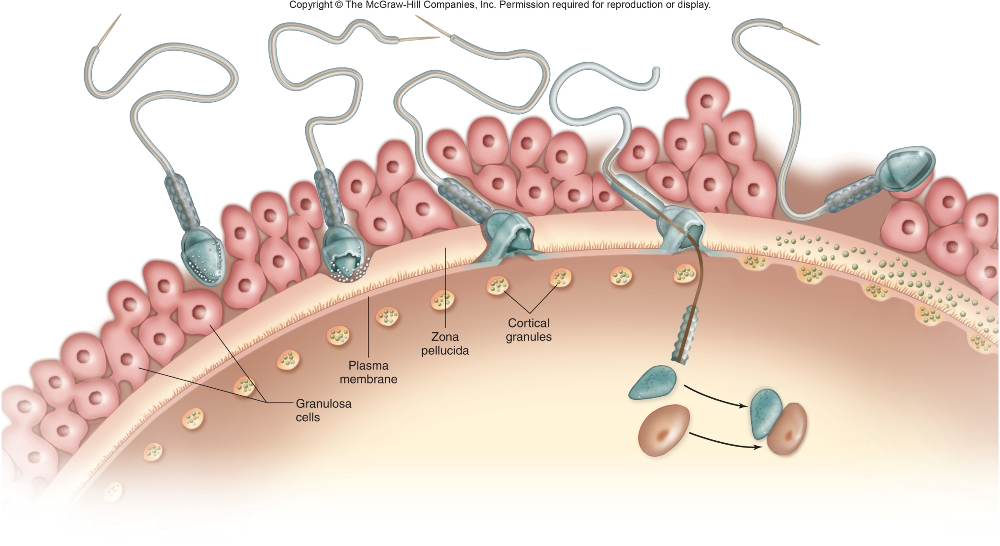 Copyright © The McGraw-Hill Companies, Inc. Permission required for reproduction or display.
Cortical
granules
Zona
pellucida
Plasma
membrane
Granulosa
cells